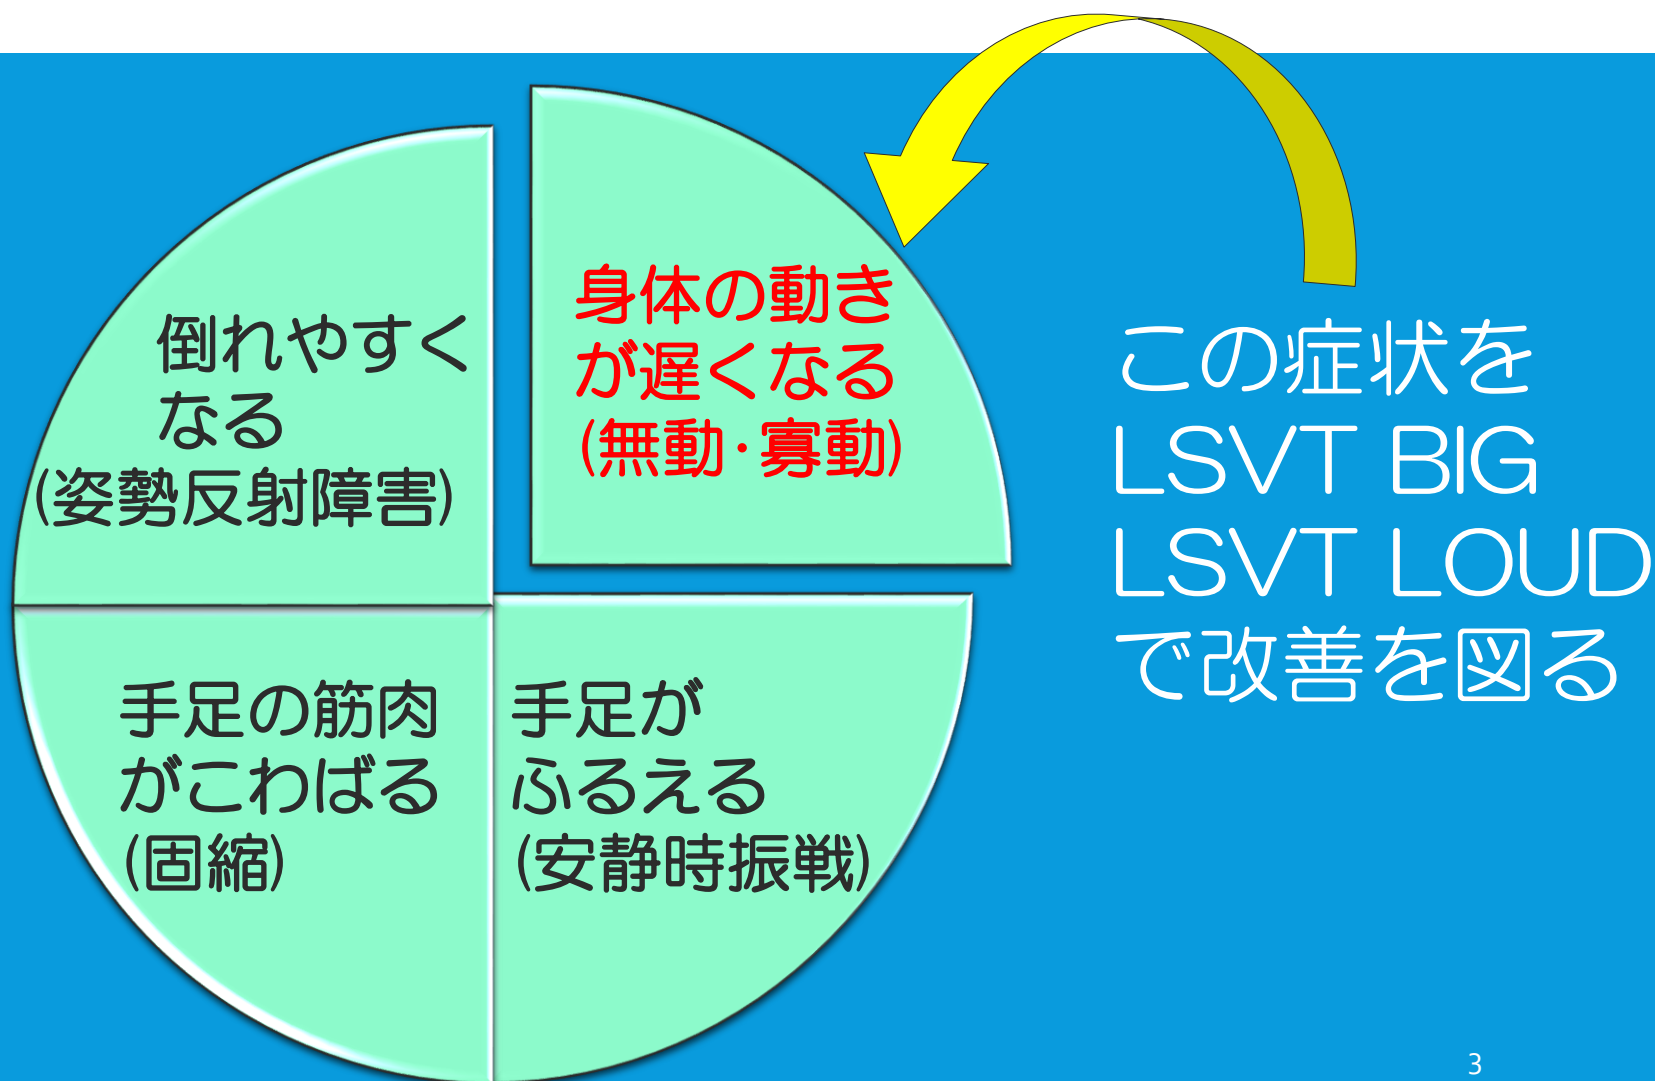 身体の動き
が遅くなる
(無動・寡動)
倒れやすく
なる
(姿勢反射障害)
手足の筋肉
がこわばる
(固縮)
手足が
ふるえる
(安静時振戦)
この症状を
LSVT BIG
LSVT LOUD
で改善を図る
3